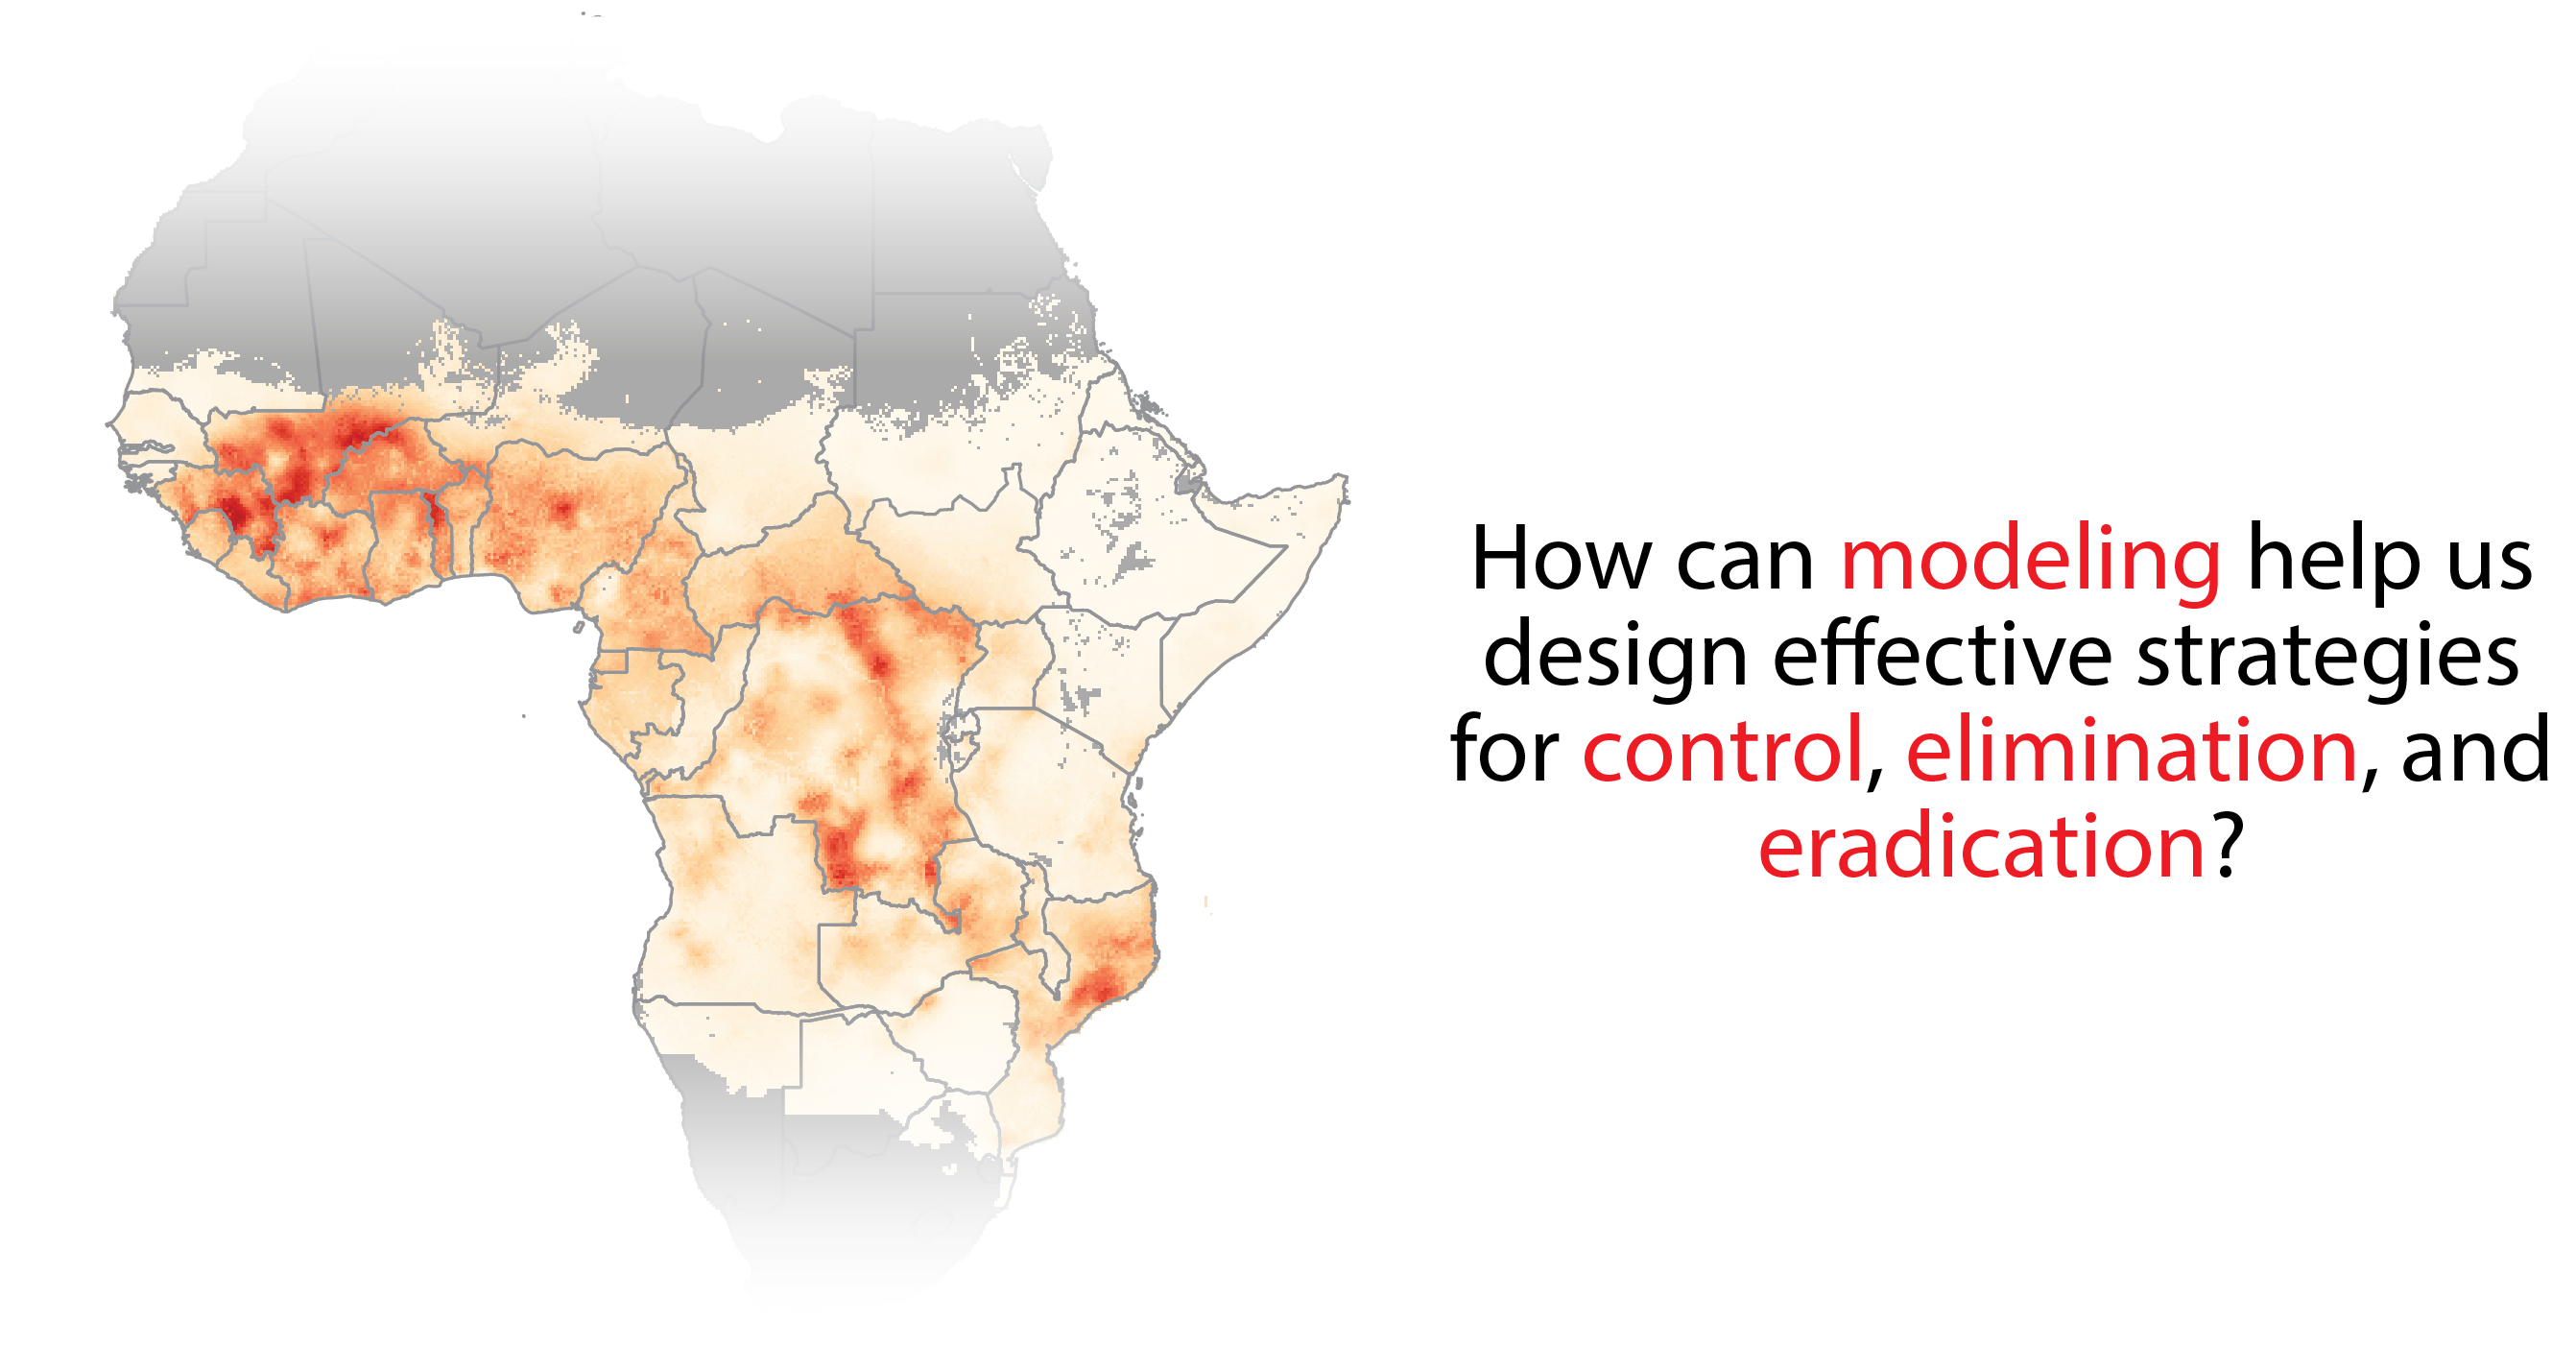 How can modeling help us
design effective strategies
for control, elimination, and
eradication?